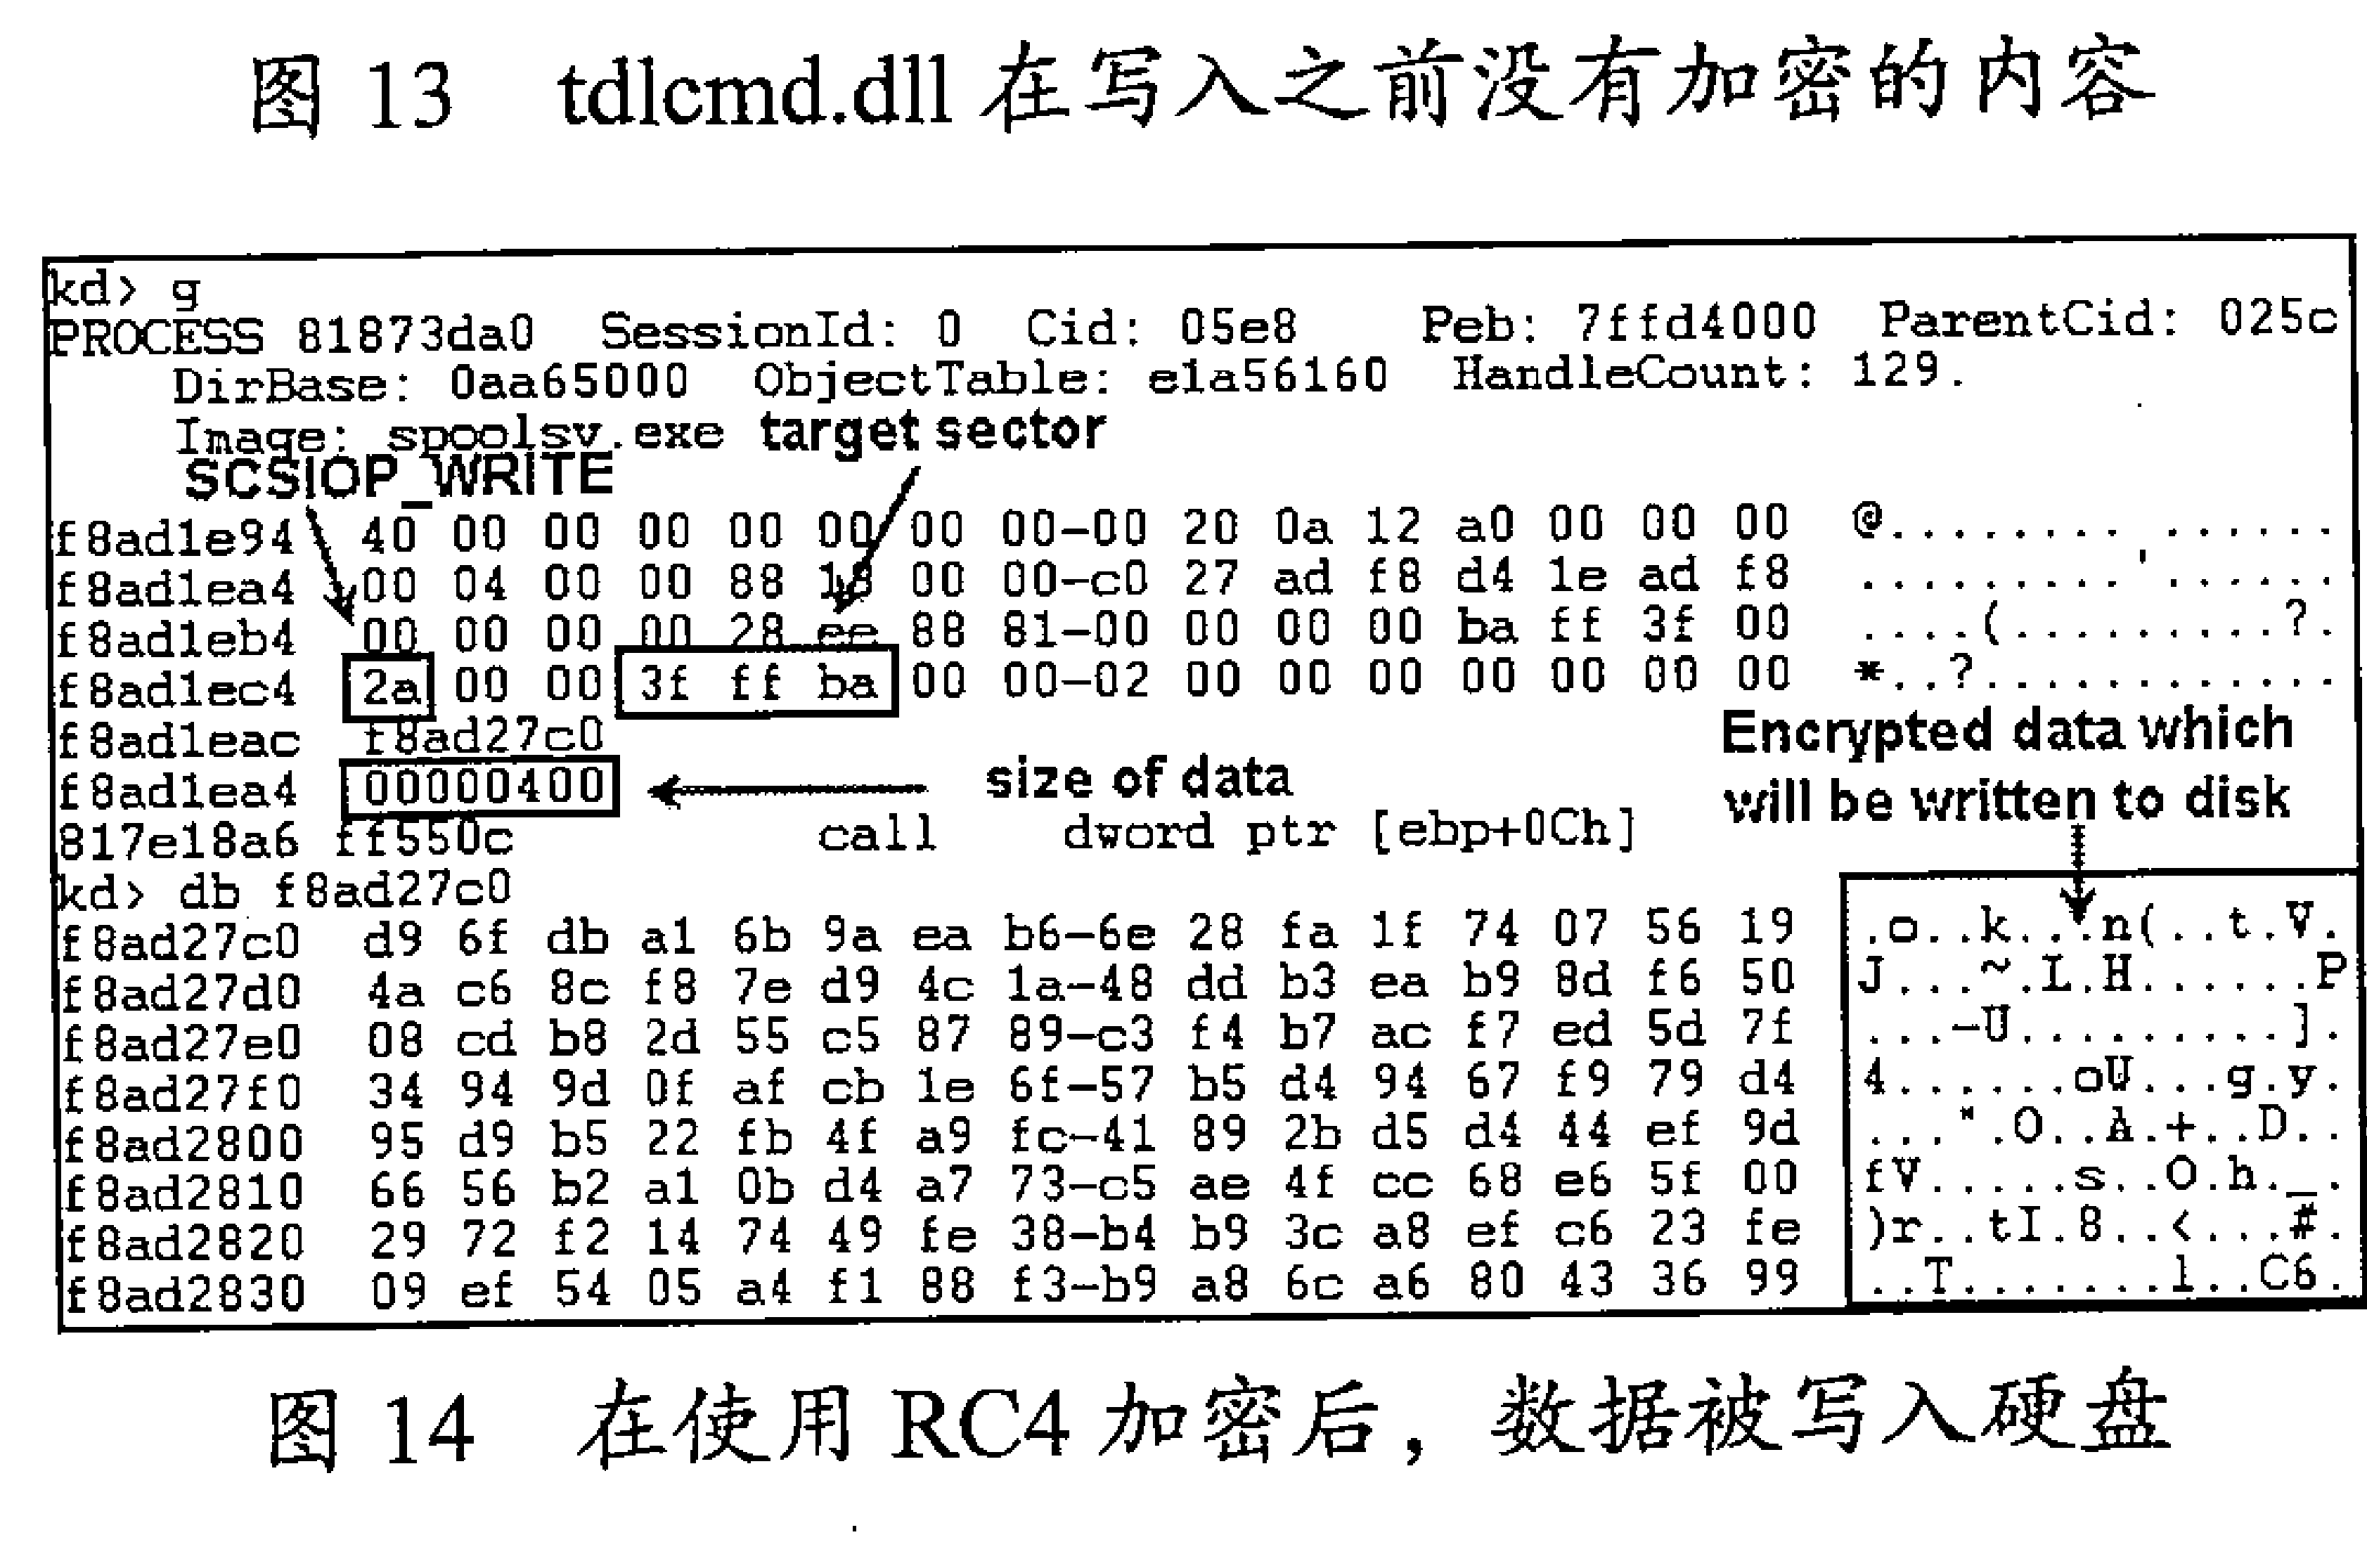 图 13 tdlcmd.dll 在写入之前没有加密的内容
kd> g
PROCESS 81873da0 SessionId: 0 Cid: 05e8 Peb: 7ffd4000 ParentCid: 025c
DirBase: 0aa65000 ObjectTable: e1a56160 HandleCount: 129.
Image: spoolsv.exe target sector
SCSIOP_WRITE
f8ad1e94 40 00 00 00 00 00 00 00-00 20 0a 12 a0 00 00 00 @........ ......
f8ad1ea4 00 04 00 00 88 13 00 00-c0 27 ad f8 d4 1e ad f8 .........'......
f8ad1eb4 00 00 00 00 28 ee 88 81-00 00 00 00 ba ff 3f 00 ....(.........?.
f8ad1ec4 2a 00 00 3f ff ba 00 00-02 00 00 00 00 00 00 00 *..?............
f8ad1eac f8ad27c0
Encrypted data which
f8ad1ea4 00000400 size of data
will be written to disk
817e18a6 ff550c call dword ptr [ebp+0Ch]
kd> db f8ad27c0
f8ad27c0 d9 6f db a1 6b 9a ea b6-6e 28 fa 1f 74 07 56 19 .o..k...n(..t.V.
f8ad27d0 4a c6 8c f8 7e d9 4c 1a-48 dd b3 ea b9 8d f6 50 J...~.L.H......P
f8ad27e0 08 cd b8 2d 55 c5 87 89-c3 f4 b7 ac f7 ed 5d 7f ...-U.........].
f8ad27f0 34 94 9d 0f af cb 1e 6f-57 b5 d4 94 67 f9 79 d4 4......oW...g.y.
f8ad2800 95 d9 b5 22 fb 4f a9 fc-41 89 2b d5 d4 44 ef 9d ...".O..A.+..D..
f8ad2810 66 56 b2 a1 0b d4 a7 73-c5 ae 4f cc 68 e6 5f 00 fV.....s..O.h._.
f8ad2820 29 72 f2 14 74 49 fe 38-b4 b9 3c a8 ef c6 23 fe )r..tI.8..<...#.
f8ad2830 09 ef 54 05 a4 f1 88 f3-b9 a8 6c a6 80 43 36 99 ..T.......l..C6.
图 14 在使用 RC4 加密后，数据被写入硬盘